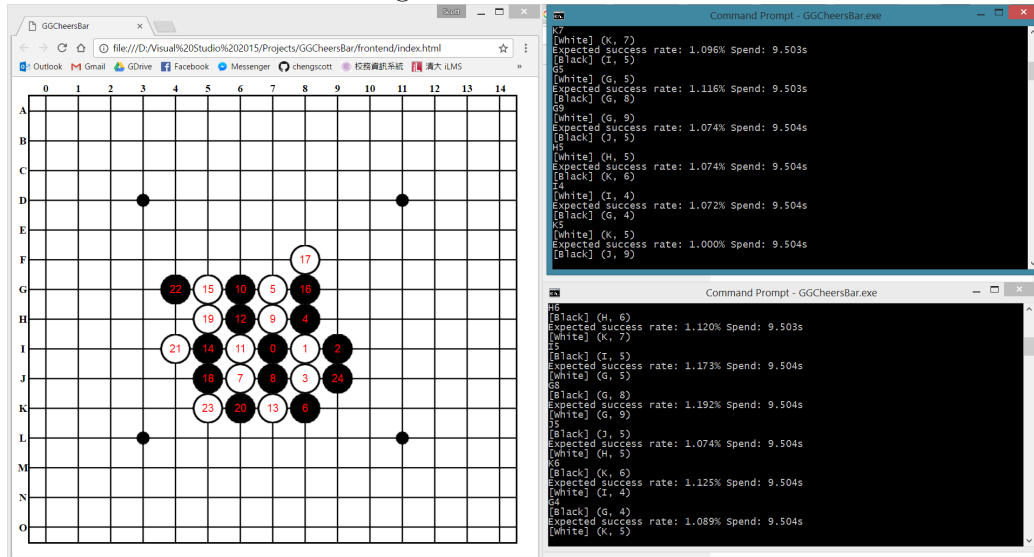 Scott
GGCheersBar
file:///D:/Visual%20Studio%202015/Projects/GGCheersBar/frontend/index.html
Outlook Gmail GDrive Facebook Messenger chengscott 校務資訊系統 清大 iLMS »
0 1 2 3 4 5 6 7 8 9 10 11 12 13 14
A
B
C
D
E
F
17
G
22 15 10 5 16
H
19 12 9 4
I
21 14 11 0 1 2
J
18 7 8 3 24
K
23 20 13 6
L
M
N
O
Command Prompt - GGCheersBar.exe
K7
[White] (K, 7)
Expected success rate: 1.096% Spend: 9.503s
[Black] (I, 5)
G5
[White] (G, 5)
Expected success rate: 1.116% Spend: 9.503s
[Black] (G, 8)
G9
[White] (G, 9)
Expected success rate: 1.074% Spend: 9.504s
[Black] (J, 5)
H5
[White] (H, 5)
Expected success rate: 1.074% Spend: 9.504s
[Black] (K, 6)
I4
[White] (I, 4)
Expected success rate: 1.072% Spend: 9.504s
[Black] (G, 4)
K5
[White] (K, 5)
Expected success rate: 1.000% Spend: 9.504s
[Black] (J, 9)
Command Prompt - GGCheersBar.exe
H6
[Black] (H, 6)
Expected success rate: 1.120% Spend: 9.503s
[White] (K, 7)
I5
[Black] (I, 5)
Expected success rate: 1.173% Spend: 9.503s
[White] (G, 5)
G8
[Black] (G, 8)
Expected success rate: 1.192% Spend: 9.504s
[White] (G, 9)
J5
[Black] (J, 5)
Expected success rate: 1.074% Spend: 9.504s
[White] (H, 5)
K6
[Black] (K, 6)
Expected success rate: 1.125% Spend: 9.504s
[White] (I, 4)
G4
[Black] (G, 4)
Expected success rate: 1.089% Spend: 9.504s
[White] (K, 5)